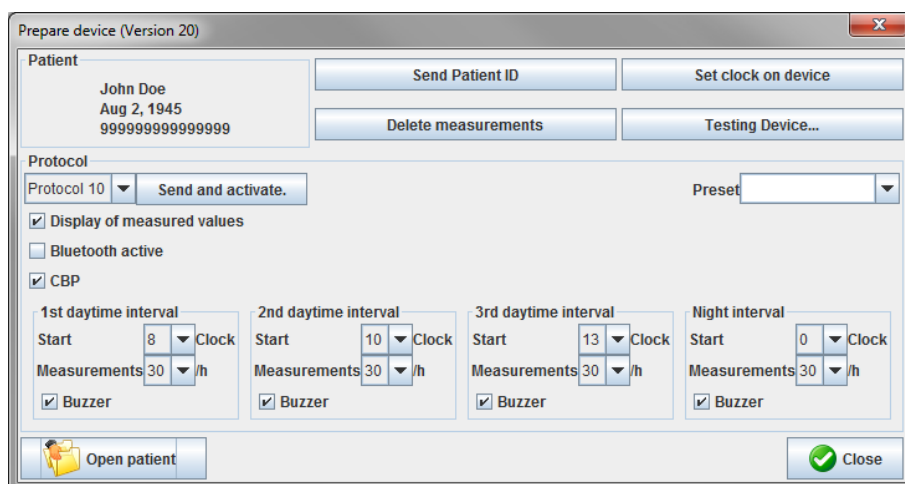 Prepare device (Version 20)
Patient
John Doe
Aug 2, 1945
999999999999999
Send Patient ID
Set clock on device
Delete measurements
Testing Device...
Protocol
Protocol 10
Send and activate.
Preset
Display of measured values
Bluetooth active
CBP
1st daytime interval
Start 8 Clock
Measurements 30 /h
Buzzer
2nd daytime interval
Start 10 Clock
Measurements 30 /h
Buzzer
3rd daytime interval
Start 13 Clock
Measurements 30 /h
Buzzer
Night interval
Start 0 Clock
Measurements 30 /h
Buzzer
Open patient
Close